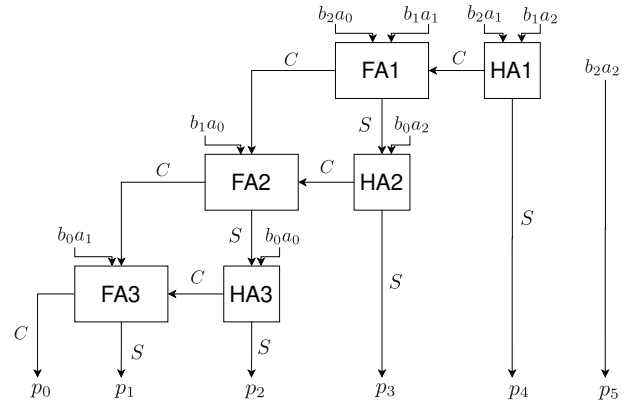 b₂a₀ b₁a₁ b₂a₁ b₁a₂
C FA1 C HA1 b₂a₂
b₁a₀ S b₀a₂
C FA2 C HA2
S
b₀a₁ S b₀a₀
C FA3 C HA3 S
C S S
p₀ p₁ p₂ p₃ p₄ p₅